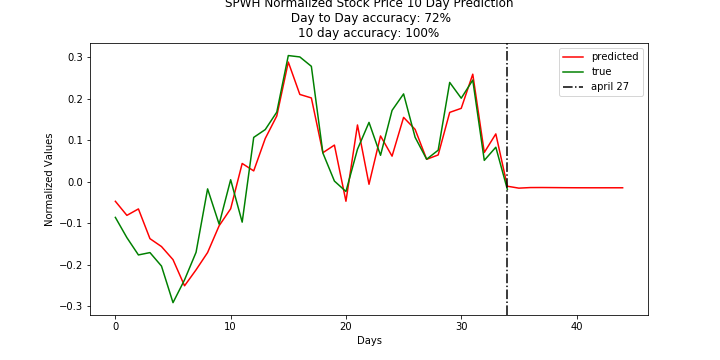 SPWH Normalized Stock Price 10 Day Prediction
Day to Day accuracy: 72%
10 day accuracy: 100%
predicted
true
april 27
Normalized Values
0.3
0.2
0.1
0.0
−0.1
−0.2
−0.3
0 10 20 30 40
Days